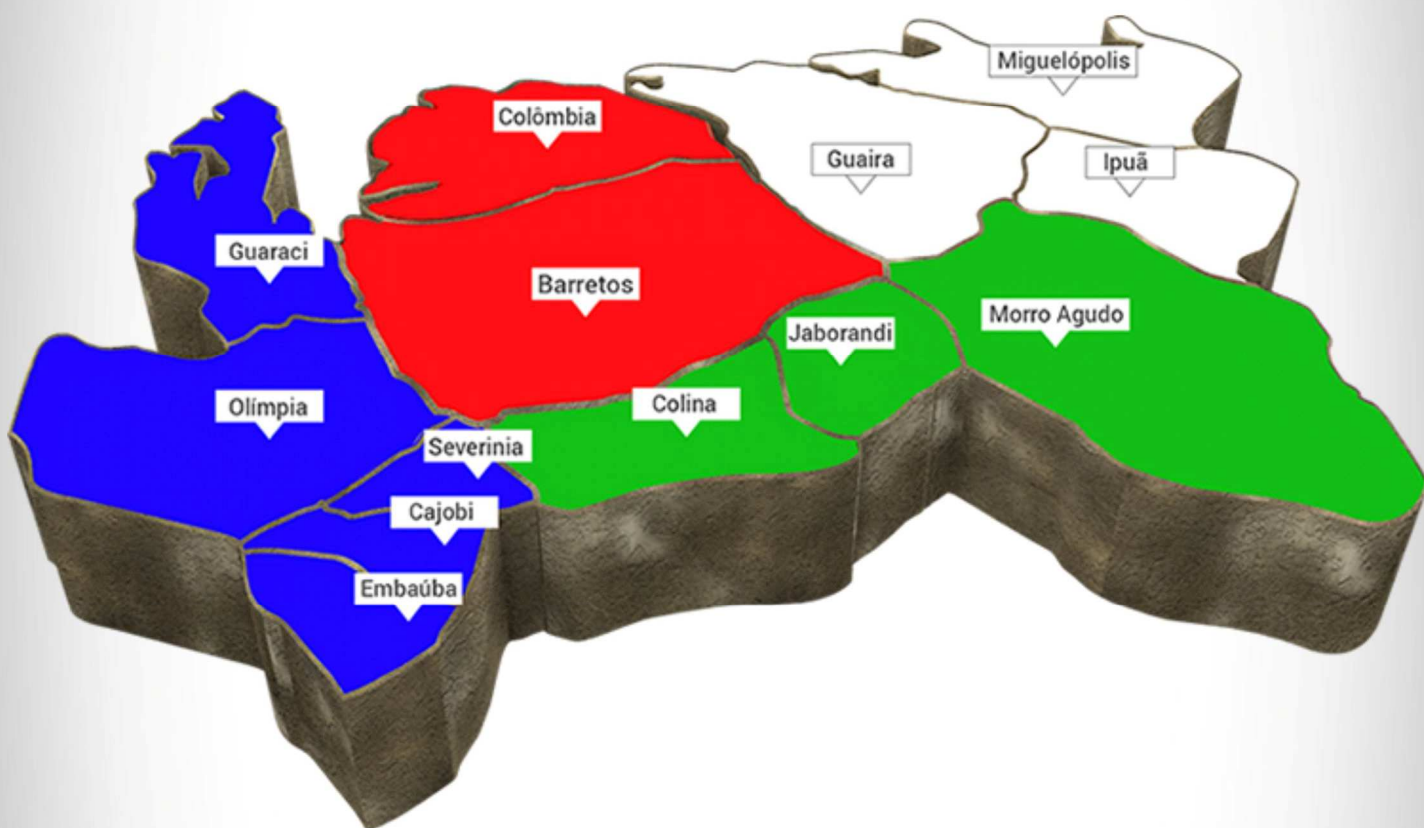 Miguelópolis
Colômbia
Guaira
Ipuã
Guaraci
Barretos
Morro Agudo
Jaborandi
Olímpia
Colina
Severinia
Cajobi
Embaúba